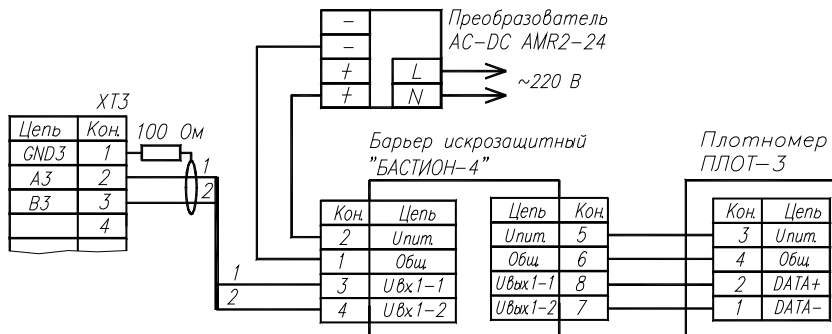 Преобразователь
AC-DC AMR2-24
-
-
+ L
+ N
~220 В
XT3
Цепь Кон.
GND3 1
A3 2
B3 3
4
100 Ом
1
2
Барьер искрозащитный
"БАСТИОН-4"
Плотномер
ПЛОТ-3
Кон. Цепь
2 Uпит.
1 Общ.
3 Uвх1-1
4 Uвх1-2
1
2
Цепь Кон.
Uпит. 5
Общ. 6
Uвых1-1 8
Uвых1-2 7
Кон. Цепь
3 Uпит.
4 Общ.
2 DATA+
1 DATA-